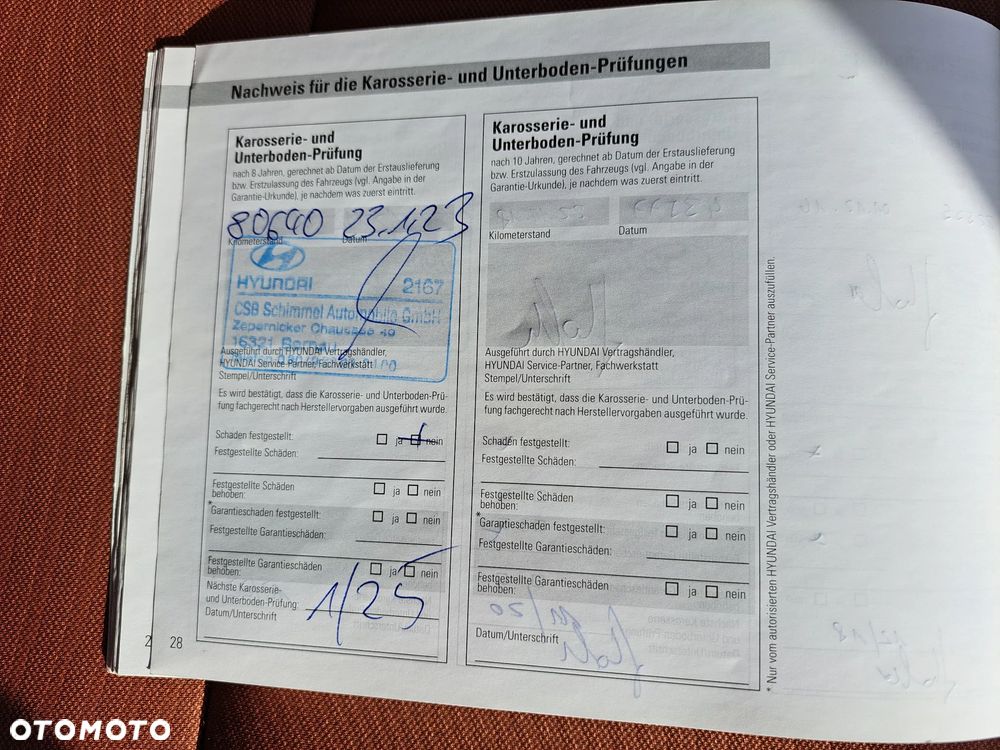 Nachweis für die Karosserie- und Unterboden-Prüfungen
Karosserie- und
Unterboden-Prüfung
nach 8 Jahren, gerechnet ab Datum der Erstauslieferung
bzw. Erstzulassung des Fahrzeugs (vgl. Angabe in der
Garantie-Urkunde), je nachdem was zuerst eintritt.
80640 23.1.23
Kilometerstand Datum
HYUNDAI 2167
CSB Schimmel Automobile GmbH
Zepernicker Chaussee
16321
Ausgeführt durch HYUNDAI Vertragshändler,
HYUNDAI Service-Partner, Fachwerkstatt
Stempel/Unterschrift
Es wird bestätigt, dass die Karosserie- und Unterboden-Prü-
fung fachgerecht nach Herstellervorgaben ausgeführt wurde.
Schaden festgestellt: ja nein
Festgestellte Schäden:
Festgestellte Schäden
behoben: ja nein
*Garantieschaden festgestellt: ja nein
Festgestellte Garantieschäden:
Festgestellte Garantieschäden
behoben: ja nein
Nächste Karosserie-
und Unterboden-Prüfung: 1/25
Datum/Unterschrift
Karosserie- und
Unterboden-Prüfung
nach 10 Jahren, gerechnet ab Datum der Erstauslieferung
bzw. Erstzulassung des Fahrzeugs (vgl. Angabe in der
Garantie-Urkunde), je nachdem was zuerst eintritt.
Kilometerstand Datum
Ausgeführt durch HYUNDAI Vertragshändler,
HYUNDAI Service-Partner, Fachwerkstatt
Stempel/Unterschrift
Es wird bestätigt, dass die Karosserie- und Unterboden-Prü-
fung fachgerecht nach Herstellervorgaben ausgeführt wurde.
Schaden festgestellt: ja nein
Festgestellte Schäden:
Festgestellte Schäden
behoben: ja nein
*Garantieschaden festgestellt: ja nein
Festgestellte Garantieschäden:
Festgestellte Garantieschäden
behoben: ja nein
Datum/Unterschrift
* Nur vom autorisierten HYUNDAI Vertragshändler oder HYUNDAI Service-Partner auszufüllen.
2 28
OTOMOTO